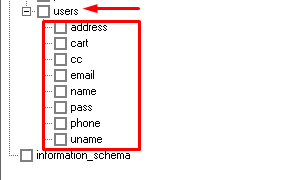 users
address
cart
cc
email
name
pass
phone
uname
information_schema